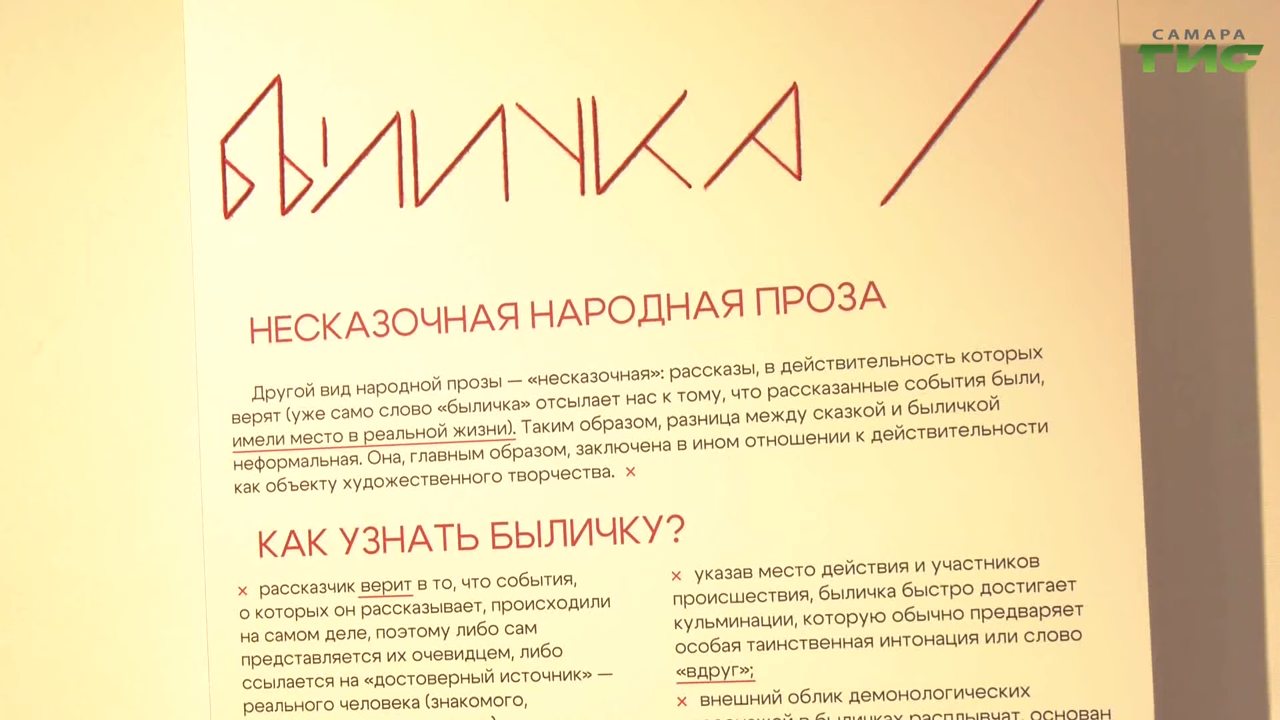 САМАРА
ГИС
БЫЛИЧКА /
НЕСКАЗОЧНАЯ НАРОДНАЯ ПРОЗА
Другой вид народной прозы — «несказочная»: рассказы, в действительность которых
верят (уже само слово «быличка» отсылает нас к тому, что рассказанные события были,
имели место в реальной жизни). Таким образом, разница между сказкой и быличкой
неформальная. Она, главным образом, заключена в ином отношении к действительности
как объекту художественного творчества. ×
КАК УЗНАТЬ БЫЛИЧКУ?
× рассказчик верит в то, что события,
о которых он рассказывает, происходили
на самом деле, поэтому либо сам
представляется их очевидцем, либо
ссылается на «достоверный источник» —
реального человека (знакомого,
× указав место действия и участников
происшествия, быличка быстро достигает
кульминации, которую обычно предваряет
особая таинственная интонация или слово
«вдруг»;
× внешний облик демонологических
в быличках расплывчат, основан